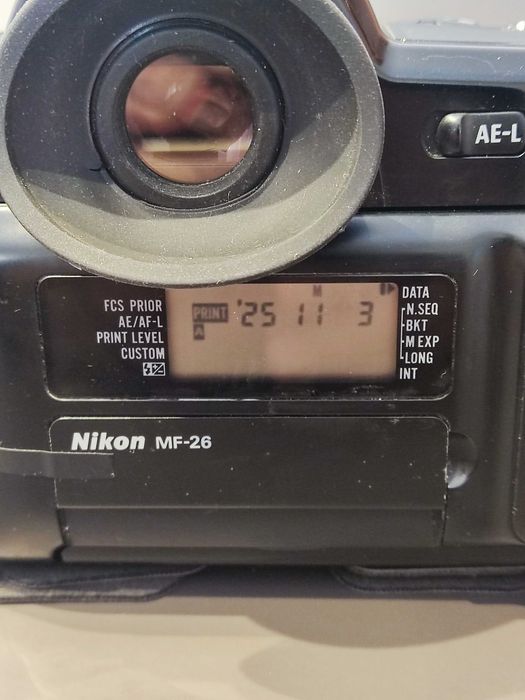 AE-L
FCS PRIOR
AE/AF-L
PRINT LEVEL
CUSTOM
M
PRINT '25 11 3
A
DATA
N.SEQ
BKT
M EXP
LONG
INT
Nikon MF-26